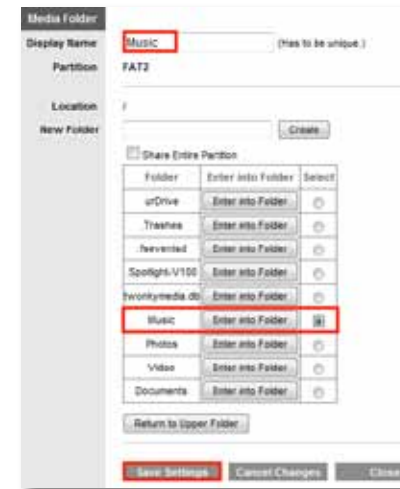 Media Folder
Display Name Music (Has to be unique.)
Partition FAT2
Location /
New Folder Create
Share Entire Partition
Folder Enter into Folder Select
urDrive Enter into Folder
.Trashes Enter into Folder
.fseventsd Enter into Folder
.Spotlight-V100 Enter into Folder
twonkymedia.db Enter into Folder
Music Enter into Folder
Photos Enter into Folder
Video Enter into Folder
Documents Enter into Folder
Return to Upper Folder
Save Settings Cancel Changes Close